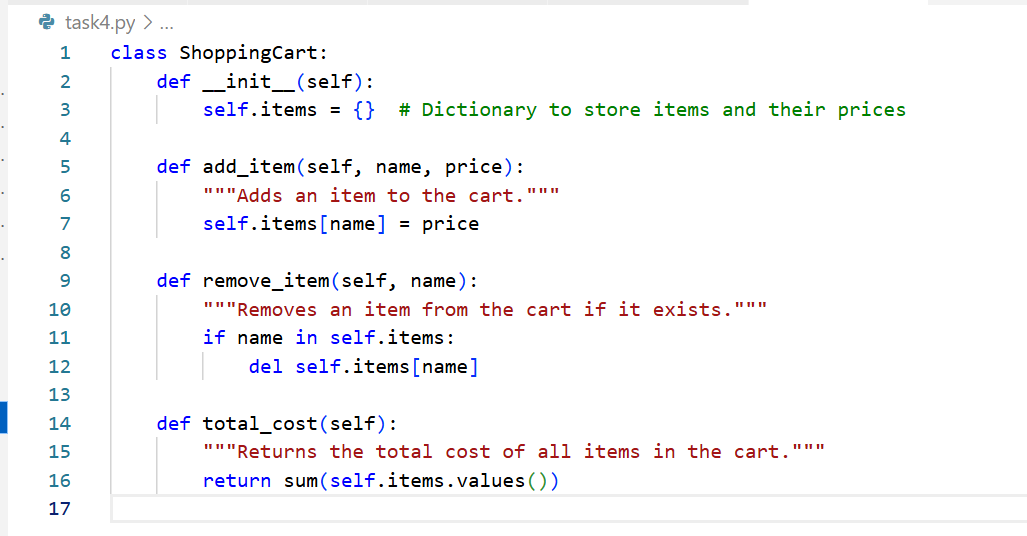 task4.py > ...
1 class ShoppingCart:
2     def __init__(self):
3         self.items = {}  # Dictionary to store items and their prices
4
5     def add_item(self, name, price):
6         """Adds an item to the cart."""
7         self.items[name] = price
8
9     def remove_item(self, name):
10         """Removes an item from the cart if it exists."""
11         if name in self.items:
12             del self.items[name]
13
14     def total_cost(self):
15         """Returns the total cost of all items in the cart."""
16         return sum(self.items.values())
17